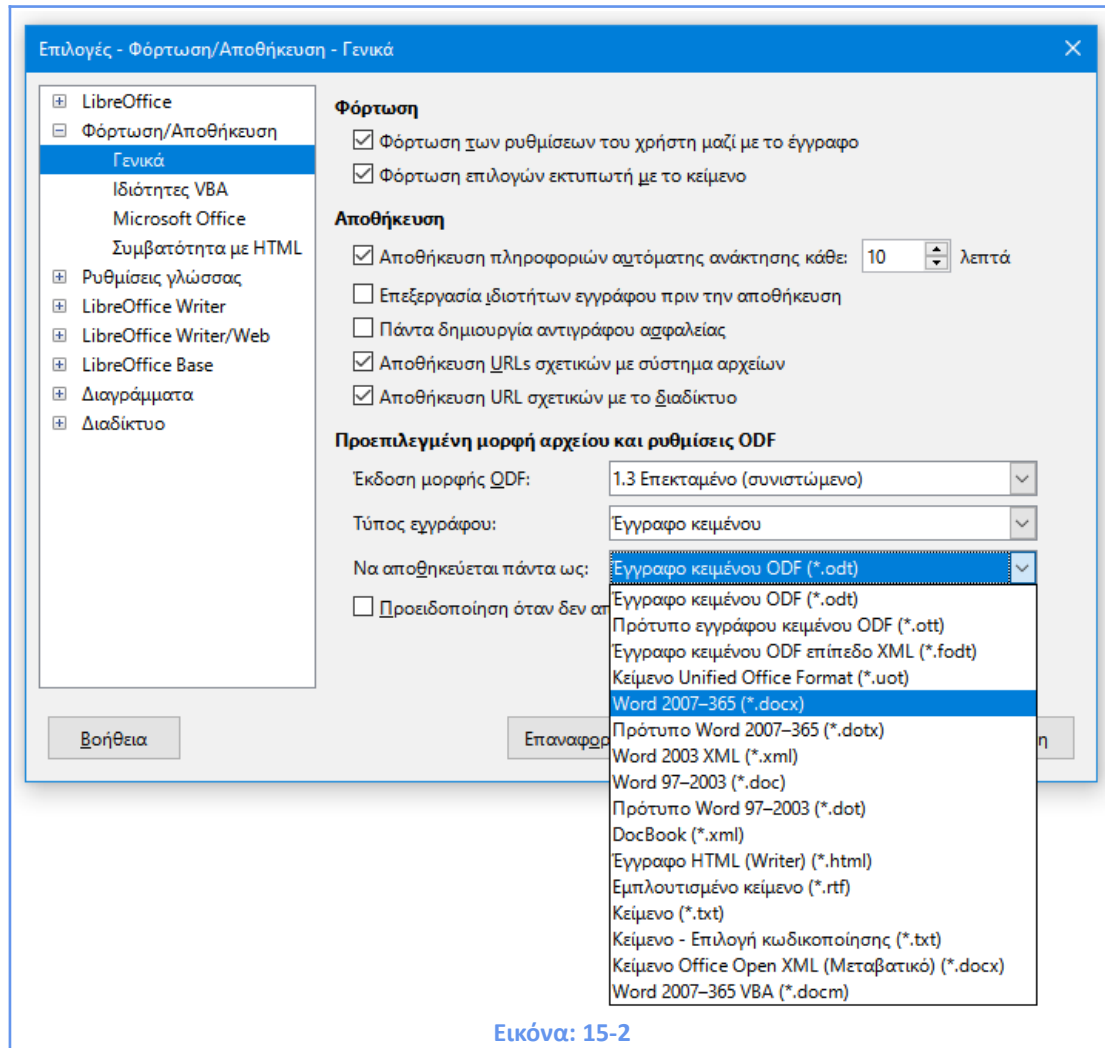 Επιλογές - Φόρτωση/Αποθήκευση - Γενικά
LibreOffice
Φόρτωση/Αποθήκευση
Γενικά
Ιδιότητες VBA
Microsoft Office
Συμβατότητα με HTML
Ρυθμίσεις γλώσσας
LibreOffice Writer
LibreOffice Writer/Web
LibreOffice Base
Διαγράμματα
Διαδίκτυο
Φόρτωση
Φόρτωση των ρυθμίσεων του χρήστη μαζί με το έγγραφο
Φόρτωση επιλογών εκτυπωτή με το κείμενο
Αποθήκευση
Αποθήκευση πληροφοριών αυτόματης ανάκτησης κάθε: 10 λεπτά
Επεξεργασία ιδιοτήτων εγγράφου πριν την αποθήκευση
Πάντα δημιουργία αντιγράφου ασφαλείας
Αποθήκευση URLs σχετικών με σύστημα αρχείων
Αποθήκευση URL σχετικών με το διαδίκτυο
Προεπιλεγμένη μορφή αρχείου και ρυθμίσεις ODF
Έκδοση μορφής ODF: 1.3 Επεκταμένο (συνιστώμενο)
Τύπος εγγράφου: Έγγραφο κειμένου
Να αποθηκεύεται πάντα ως: Έγγραφο κειμένου ODF (*.odt)
Προειδοποίηση όταν δεν
Έγγραφο κειμένου ODF (*.odt)
Πρότυπο εγγράφου κειμένου ODF (*.ott)
Έγγραφο κειμένου ODF επίπεδο XML (*.fodt)
Κείμενο Unified Office Format (*.uot)
Word 2007–365 (*.docx)
Πρότυπο Word 2007–365 (*.dotx)
Word 2003 XML (*.xml)
Word 97–2003 (*.doc)
Πρότυπο Word 97–2003 (*.dot)
DocBook (*.xml)
Έγγραφο HTML (Writer) (*.html)
Εμπλουτισμένο κείμενο (*.rtf)
Κείμενο (*.txt)
Κείμενο - Επιλογή κωδικοποίησης (*.txt)
Κείμενο Office Open XML (Μεταβατικό) (*.docx)
Word 2007–365 VBA (*.docm)
Βοήθεια
Εικόνα: 15-2